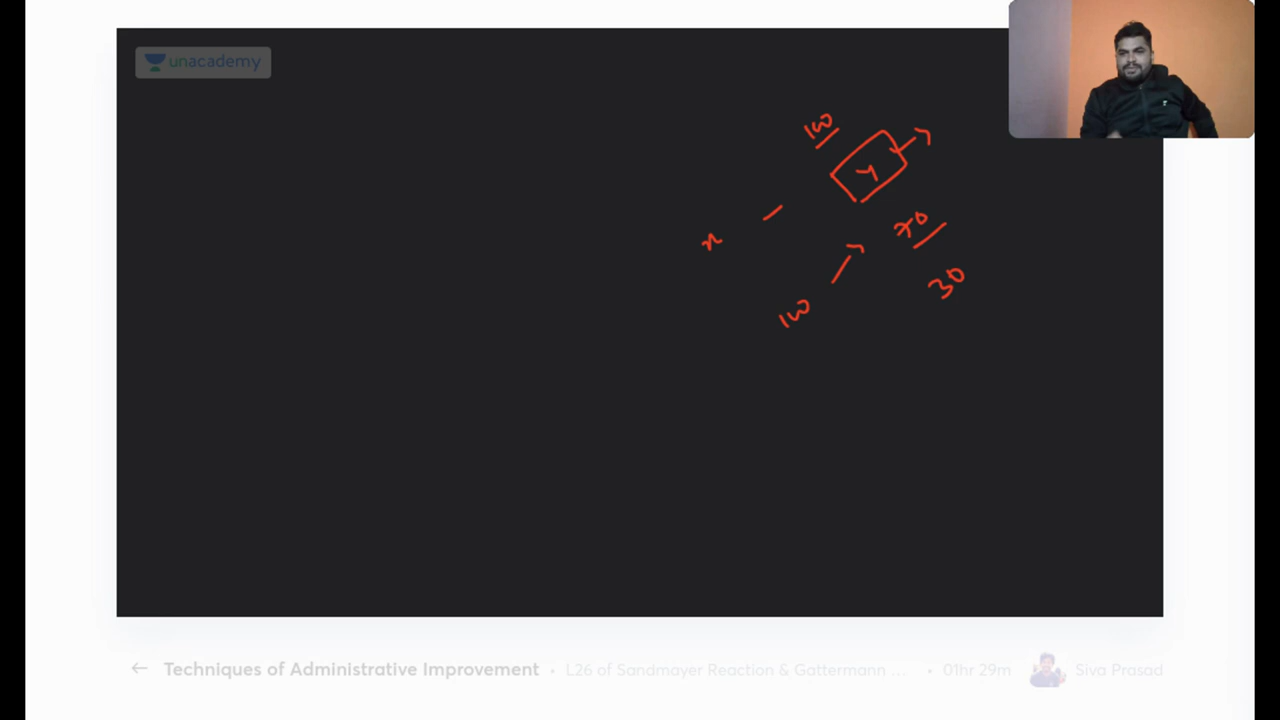 unacademy
100
y
x
70
30
100
← Techniques of Administrative Improvement • L26 of Sandmayer Reaction & Gattermann ... • 01hr 29m Siva Prasad